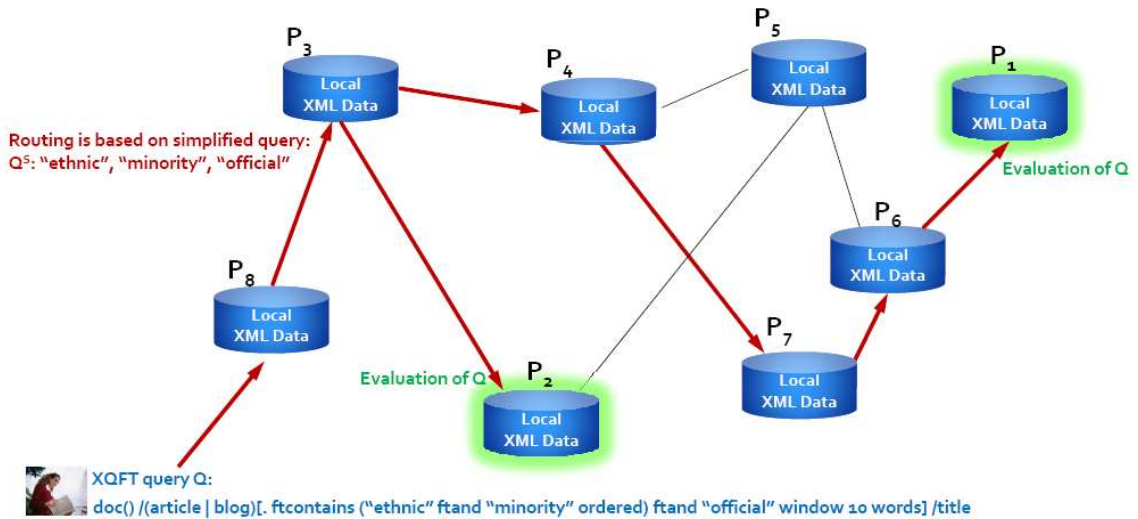 P3
Local
XML Data
P4
Local
XML Data
P5
Local
XML Data
P1
Local
XML Data
Evaluation of Q
Routing is based on simplified query:
Qˢ: “ethnic”, “minority”, “official”
P8
Local
XML Data
P6
Local
XML Data
P7
Local
XML Data
Evaluation of Q
P2
Local
XML Data
XQFT query Q:
doc() /(article | blog)[. ftcontains (“ethnic” ftand “minority” ordered) ftand “official” window 10 words] /title